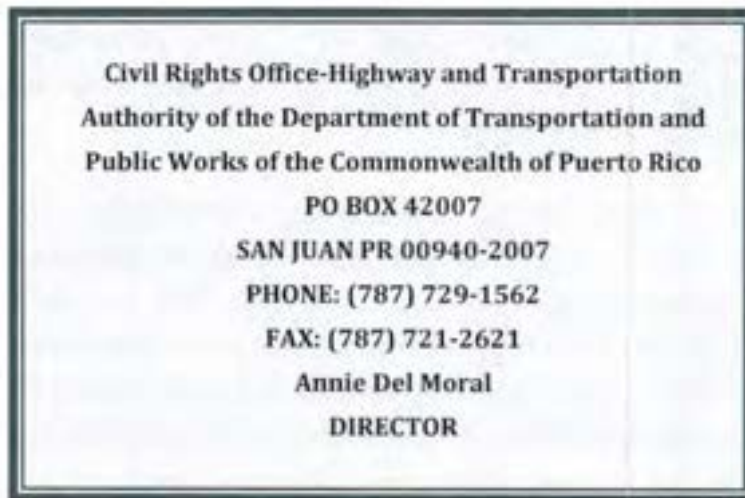 Civil Rights Office-Highway and Transportation
Authority of the Department of Transportation and
Public Works of the Commonwealth of Puerto Rico
PO BOX 42007
SAN JUAN PR 00940-2007
PHONE: (787) 729-1562
FAX: (787) 721-2621
Annie Del Moral
DIRECTOR